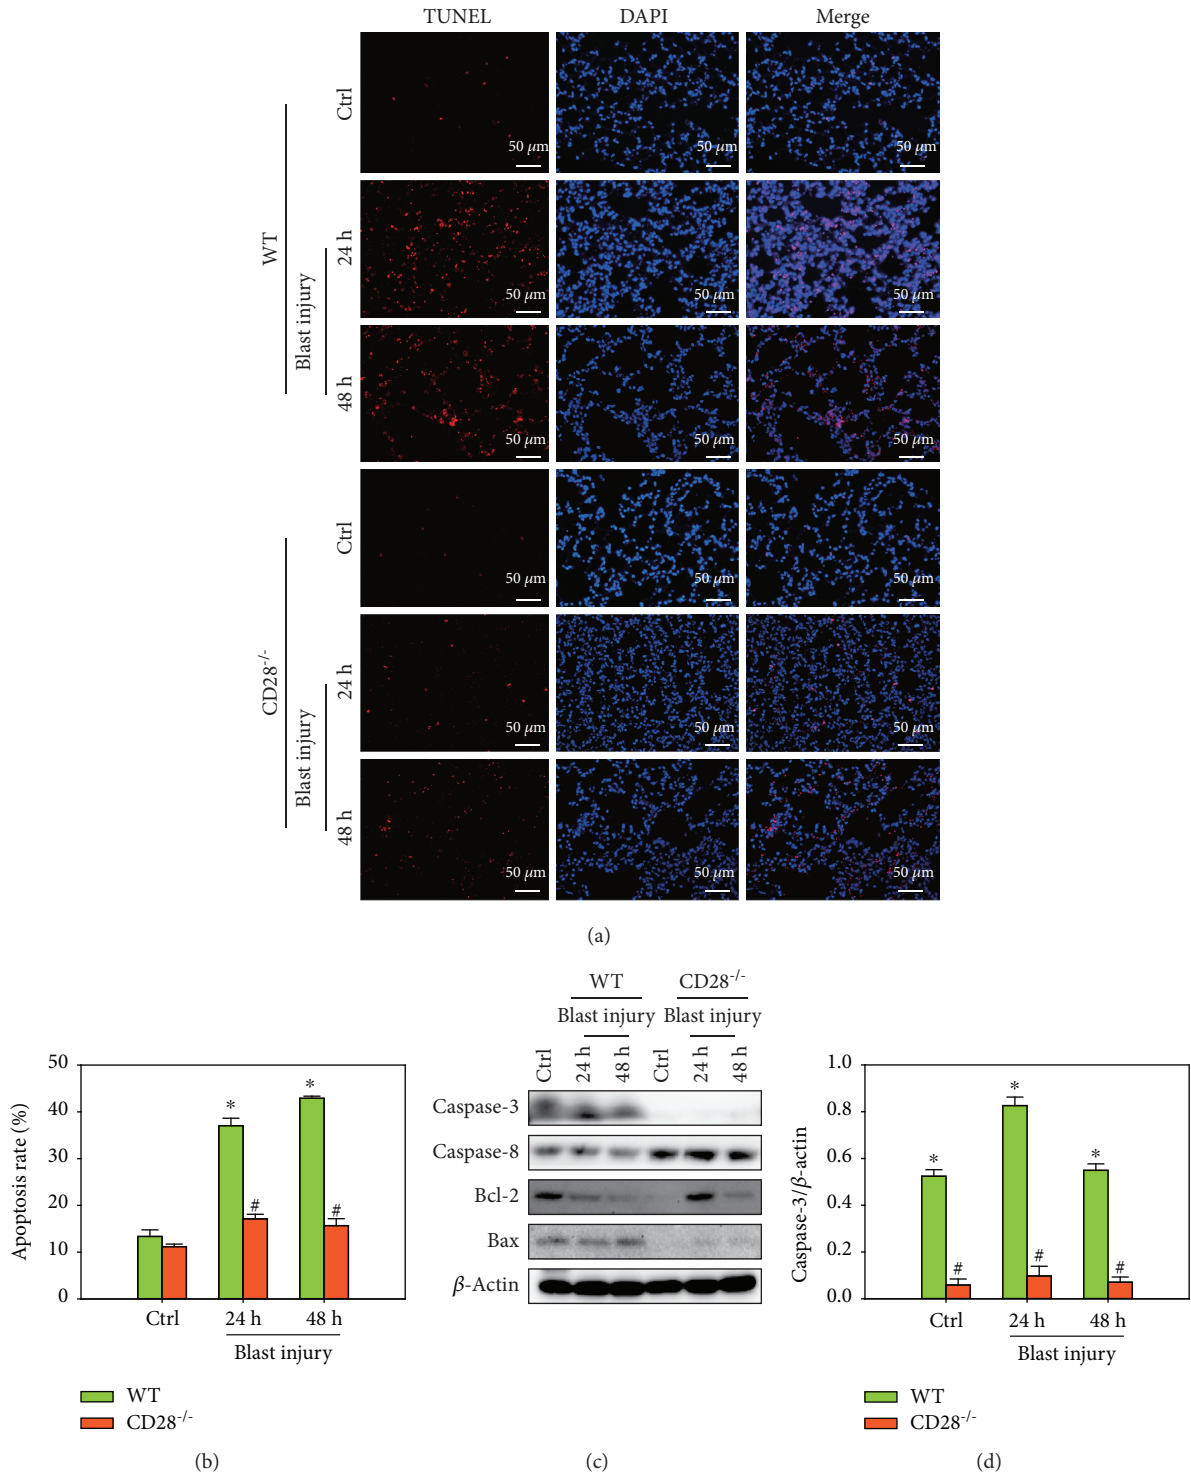 TUNEL DAPI Merge
WT
Blast injury
Ctrl
50 μm 50 μm 50 μm
24 h
50 μm 50 μm 50 μm
48 h
50 μm 50 μm 50 μm
CD28-/-
Blast injury
Ctrl
50 μm 50 μm 50 μm
24 h
50 μm 50 μm 50 μm
48 h
50 μm 50 μm 50 μm
(a)
Apoptosis rate (%)
50
40
30
20
10
0
* # * #
Ctrl 24 h 48 h
Blast injury
WT
CD28-/-
(b)
WT CD28-/-
Blast injury Blast injury
Ctrl 24 h 48 h Ctrl 24 h 48 h
Caspase-3
Caspase-8
Bcl-2
Bax
β-Actin
(c)
Caspase-3/β-actin
1.0
0.8
0.6
0.4
0.2
0.0
* # * # * #
Ctrl 24 h 48 h
Blast injury
WT
CD28-/-
(d)